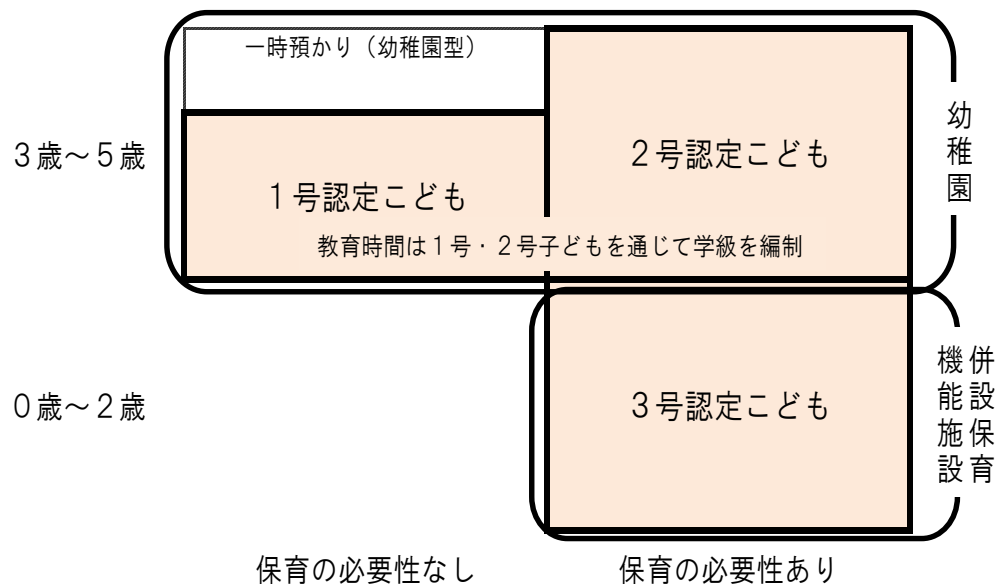 一時預かり（幼稚園型）
3歳～5歳
1号認定こども
2号認定こども
教育時間は1号・2号子どもを通じて学級を編制
幼稚園
0歳～2歳
3号認定こども
併設保育
機能施設
保育の必要性なし
保育の必要性あり